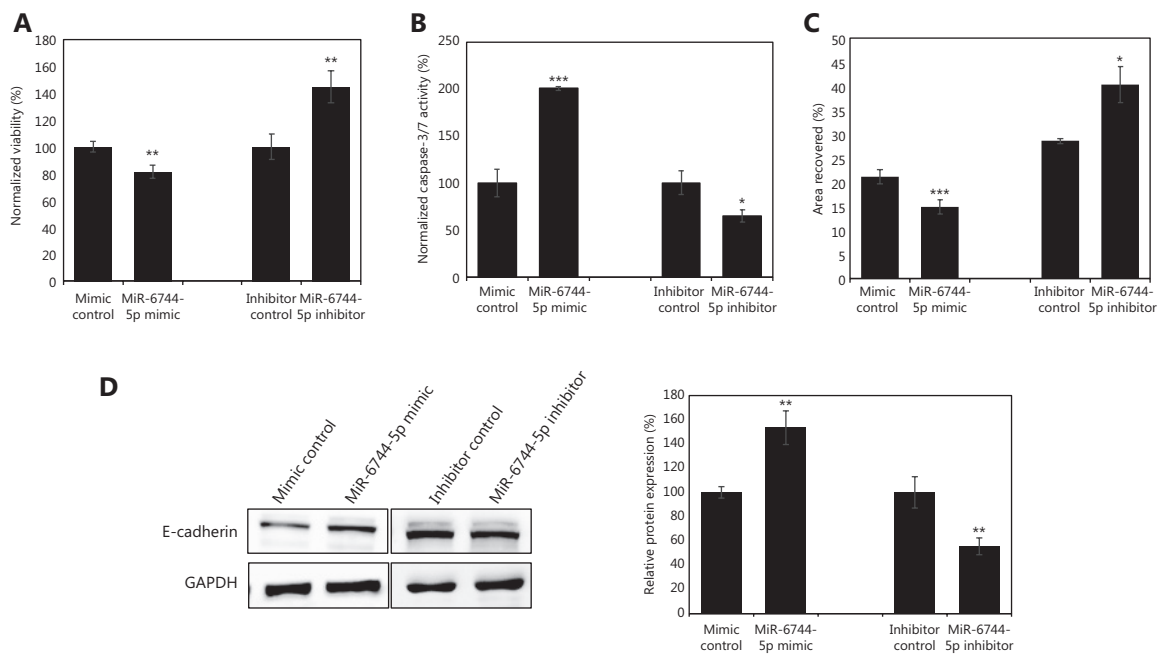 A
Normalized viability (%)
180
160
140
120
100
80
60
40
20
0
**
**
Mimic control
MiR-6744-5p mimic
Inhibitor control
MiR-6744-5p inhibitor
B
Normalized caspase-3/7 activity (%)
250
200
150
100
50
0
***
*
Mimic control
MiR-6744-5p mimic
Inhibitor control
MiR-6744-5p inhibitor
C
Area recovered (%)
50
45
40
35
30
25
20
15
10
5
0
***
*
Mimic control
MiR-6744-5p mimic
Inhibitor control
MiR-6744-5p inhibitor
D
Mimic control
MiR-6744-5p mimic
Inhibitor control
MiR-6744-5p inhibitor
E-cadherin
GAPDH
Relative protein expression (%)
180
160
140
120
100
80
60
40
20
0
**
**
Mimic control
MiR-6744-5p mimic
Inhibitor control
MiR-6744-5p inhibitor